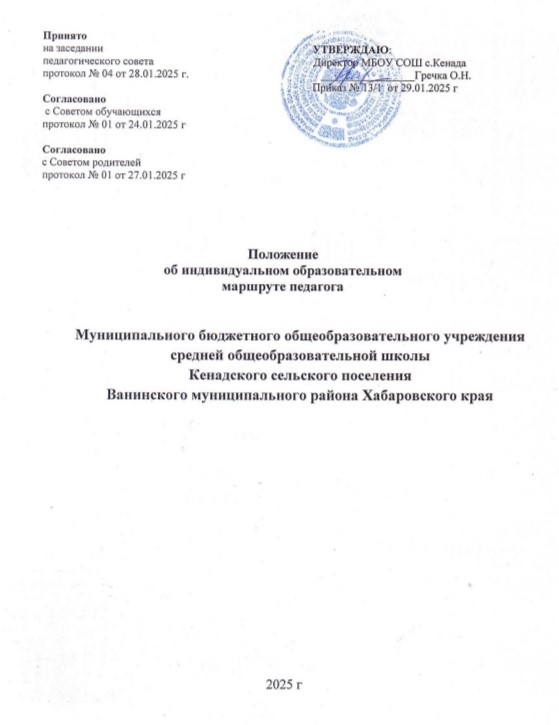 Принято
на заседании
педагогического совета
протокол № 04 от 28.01.2025 г.
Согласовано
с Советом обучающихся
протокол № 01 от 24.01.2025 г
Согласовано
с Советом родителей
протокол № 01 от 27.01.2025 г
УТВЕРЖДАЮ:
Директор МБОУ СОШ с.Кенада
Гречка О.Н.
Приказ № 13/1 от 29.01.2025 г
Положение
об индивидуальном образовательном
маршруте педагога
Муниципального бюджетного общеобразовательного учреждения
средней общеобразовательной школы
Кенадского сельского поселения
Ванинского муниципального района Хабаровского края
2025 г